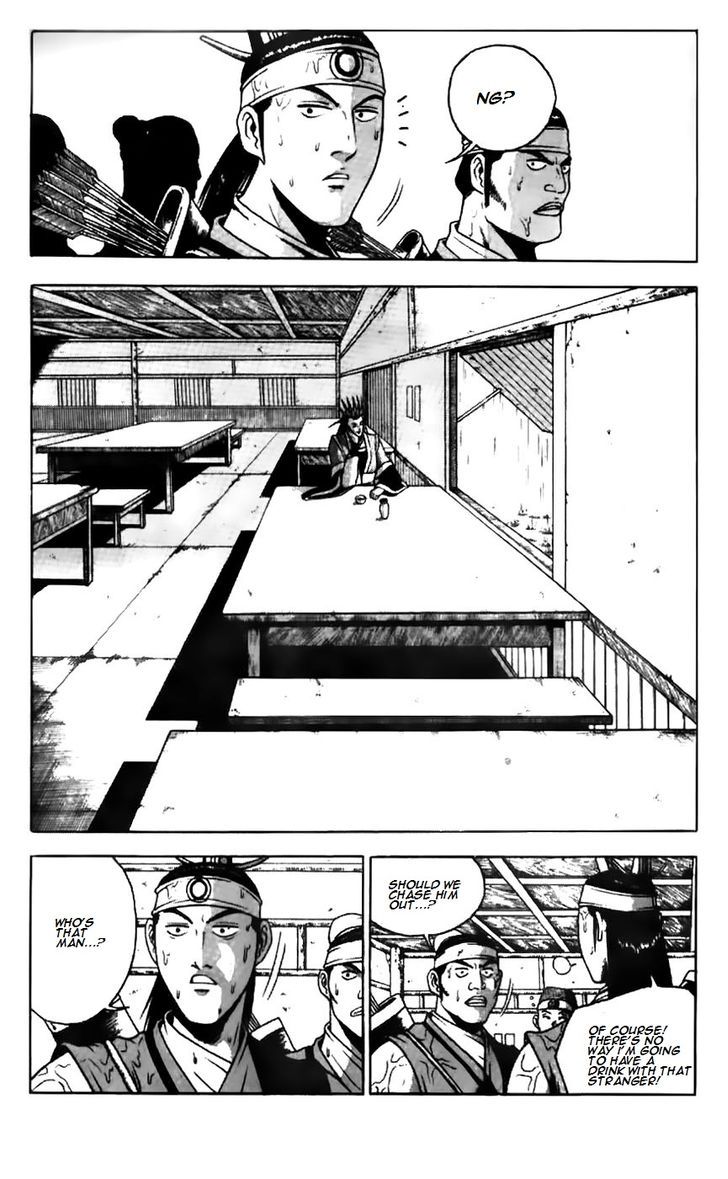 NG?
WHO'S
THAT
MAN...?
SHOULD WE
CHASE HIM
OUT...?
OF COURSE!
THERE'S NO
WAY I'M GOING
TO HAVE A
DRINK WITH THAT
STRANGER!